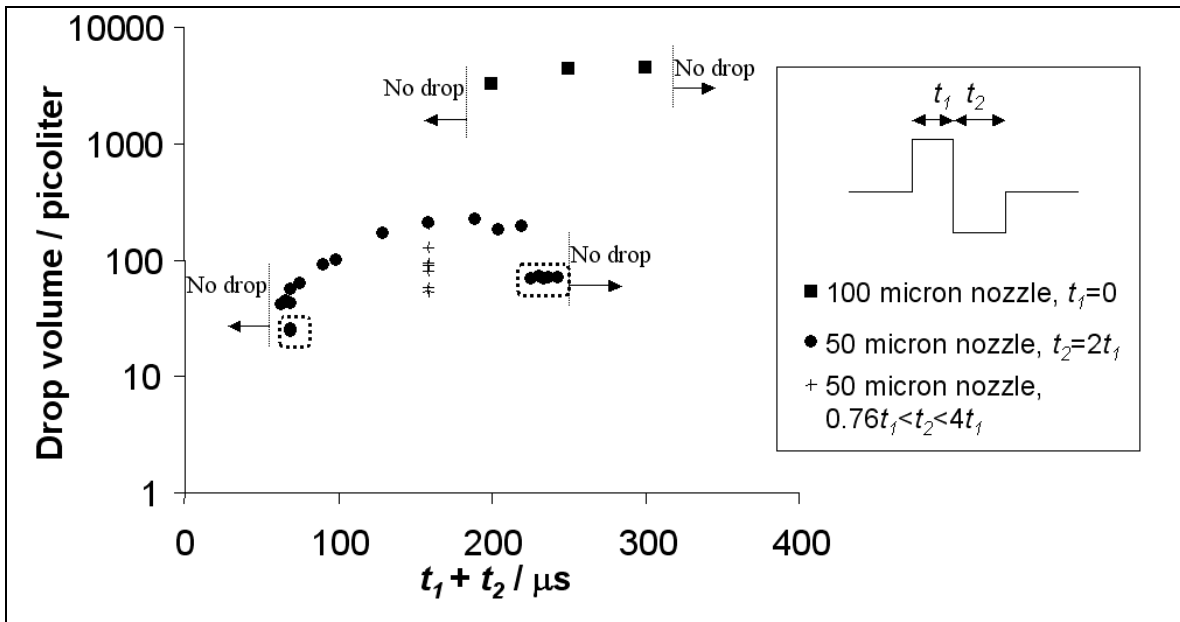 Drop volume / picoliter
10000
1000
100
10
1
No drop
No drop
No drop
No drop
0
100
200
300
400
t1 + t2 / μs
t1 t2
100 micron nozzle, t1=0
50 micron nozzle, t2=2t1
50 micron nozzle,
0.76t1<t2<4t1